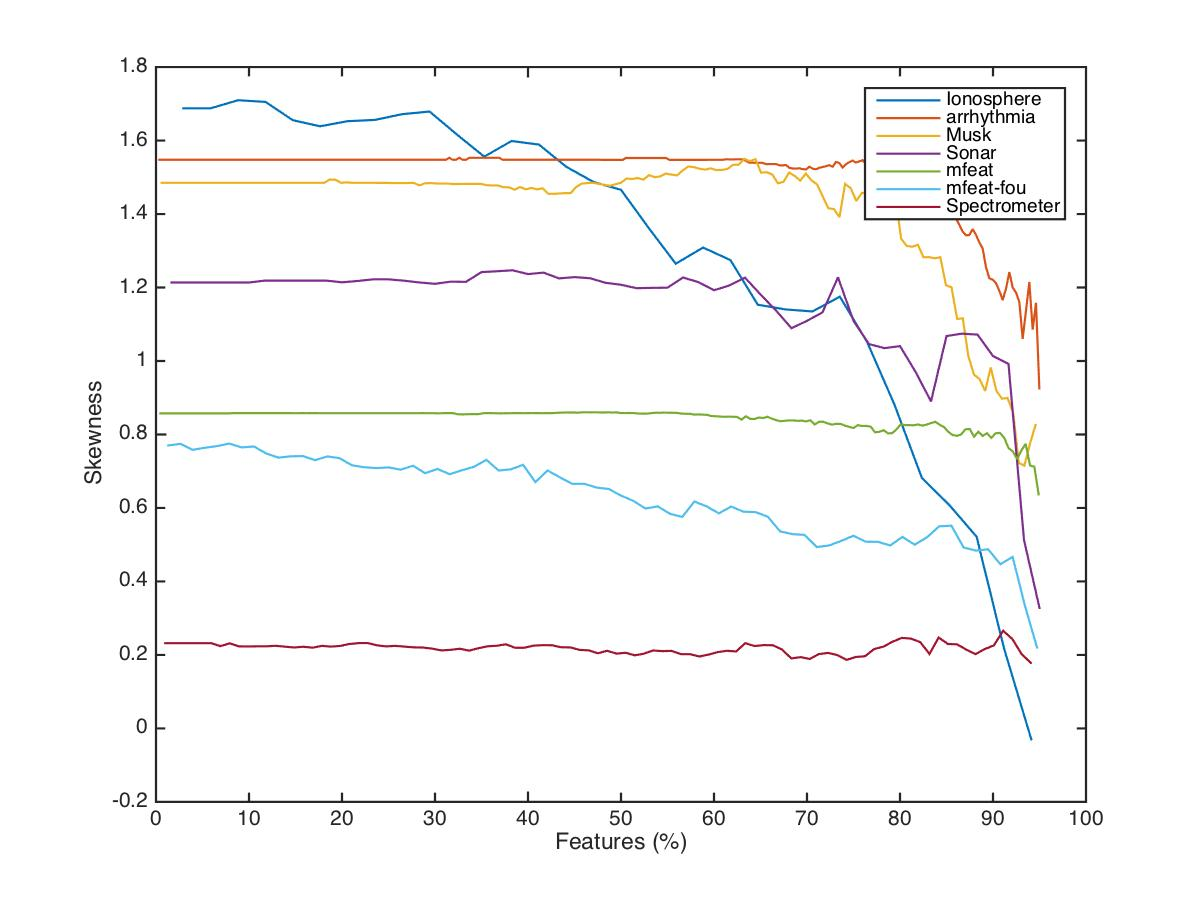 1.8
1.6
1.4
1.2
1
0.8
0.6
0.4
0.2
0
-0.2
Skewness
0 10 20 30 40 50 60 70 80 90 100
Features (%)
Ionosphere
arrhythmia
Musk
Sonar
mfeat
mfeat-fou
Spectrometer